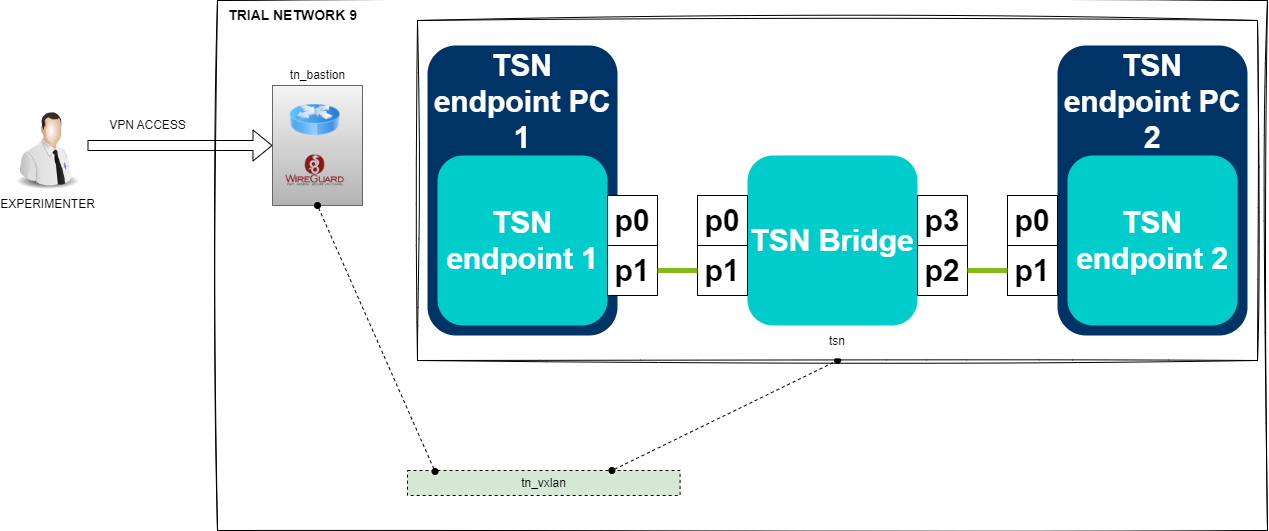 TRIAL NETWORK 9
tn_bastion
VPN ACCESS
EXPERIMENTER
WIREGUARD
TSN
endpoint PC
1
TSN
endpoint 1
p0
p1
p0
p1
TSN Bridge
p3
p2
p0
p1
TSN
endpoint PC
2
TSN
endpoint 2
tsn
tn_vxlan